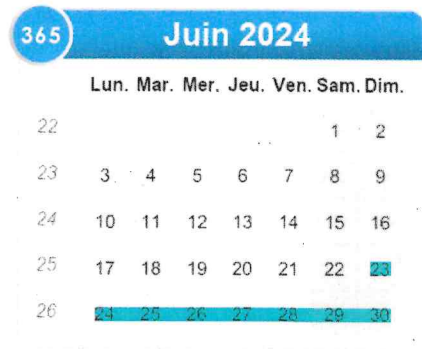 365 Juin 2024
Lun. Mar. Mer. Jeu. Ven. Sam. Dim.
22 1 2
23 3 4 5 6 7 8 9
24 10 11 12 13 14 15 16
25 17 18 19 20 21 22 23
26 24 25 26 27 28 29 30